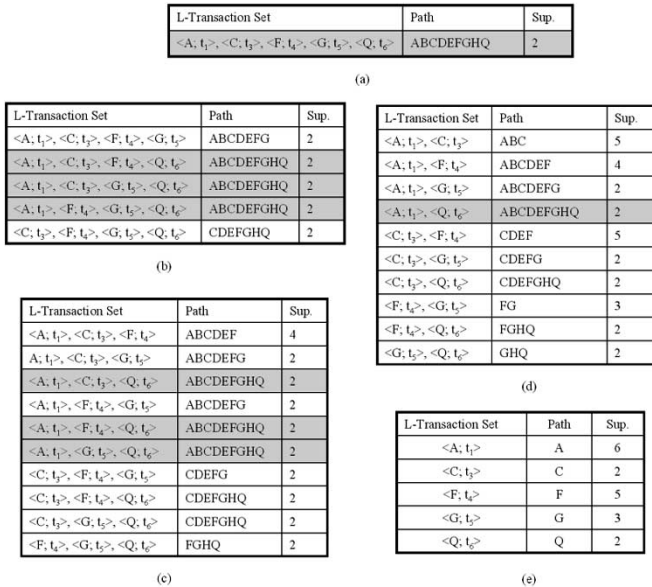 L-Transaction Set Path Sup.
<A; t₁>, <C; t₃>, <F; t₄>, <G; t₅>, <Q; t₆> ABCDEFGHQ 2
(a)
L-Transaction Set Path Sup.
<A; t₁>, <C; t₃>, <F; t₄>, <G; t₅> ABCDEFG 2
<A; t₁>, <C; t₃>, <F; t₄>, <Q; t₆> ABCDEFGHQ 2
<A; t₁>, <C; t₃>, <G; t₅>, <Q; t₆> ABCDEFGHQ 2
<A; t₁>, <F; t₄>, <G; t₅>, <Q; t₆> ABCDEFGHQ 2
<C; t₃>, <F; t₄>, <G; t₅>, <Q; t₆> CDEFGHQ 2
(b)
L-Transaction Set Path Sup.
<A; t₁>, <C; t₃>, <F; t₄> ABCDEF 4
A; t₁>, <C; t₃>, <G; t₅> ABCDEFG 2
<A; t₁>, <C; t₃>, <Q; t₆> ABCDEFGHQ 2
<A; t₁>, <F; t₄>, <G; t₅> ABCDEFG 2
<A; t₁>, <F; t₄>, <Q; t₆> ABCDEFGHQ 2
<A; t₁>, <G; t₅>, <Q; t₆> ABCDEFGHQ 2
<C; t₃>, <F; t₄>, <G; t₅> CDEFG 2
<C; t₃>, <F; t₄>, <Q; t₆> CDEFGHQ 2
<C; t₃>, <G; t₅>, <Q; t₆> CDEFGHQ 2
<F; t₄>, <G; t₅>, <Q; t₆> FGHQ 2
(c)
L-Transaction Set Path Sup.
<A; t₁>, <C; t₃> ABC 5
<A; t₁>, <F; t₄> ABCDEF 4
<A; t₁>, <G; t₅> ABCDEFG 2
<A; t₁>, <Q; t₆> ABCDEFGHQ 2
<C; t₃>, <F; t₄> CDEF 5
<C; t₃>, <G; t₅> CDEFG 2
<C; t₃>, <Q; t₆> CDEFGHQ 2
<F; t₄>, <G; t₅> FG 3
<F; t₄>, <Q; t₆> FGHQ 2
<G; t₅>, <Q; t₆> GHQ 2
(d)
L-Transaction Set Path Sup.
<A; t₁> A 6
<C; t₃> C 2
<F; t₄> F 5
<G; t₅> G 3
<Q; t₆> Q 2
(e)